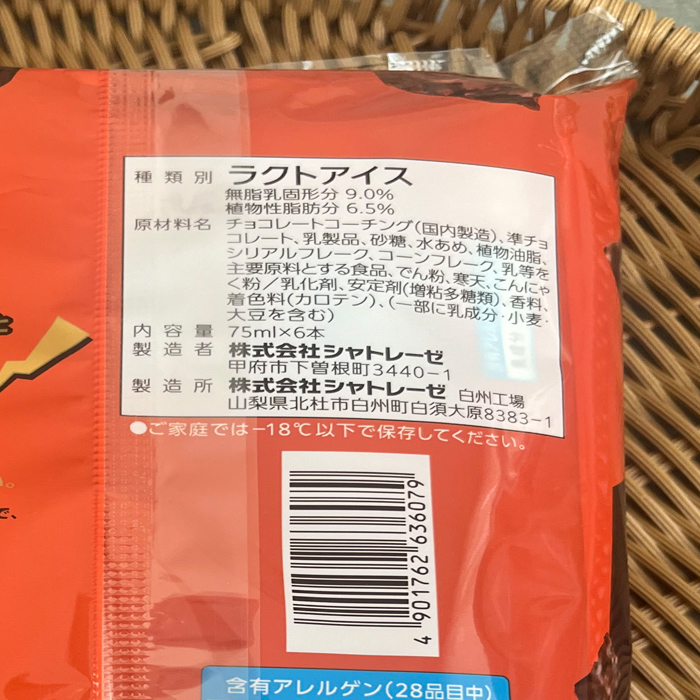 種類別 ラクトアイス
無脂乳固形分 9.0%
植物性脂肪分 6.5%
原材料名 チョコレートコーチング(国内製造)、準チョ
コレート、乳製品、砂糖、水あめ、植物油脂、
シリアルフレーク、コーンフレーク、乳等を
主要原料とする食品、でん粉、寒天、こんにゃ
く粉/乳化剤、安定剤(増粘多糖類)、香料、
着色料(カロテン)、(一部に乳成分・小麦・
大豆を含む)
内容量 75ml×6本
製造者 株式会社シャトレーゼ
甲府市下曽根町3440-1
製造所 株式会社シャトレーゼ 白州工場
山梨県北杜市白州町白須大原8383-1
●ご家庭では-18℃以下で保存してください。
4 901762 636079
含有アレルゲン(28品目中)